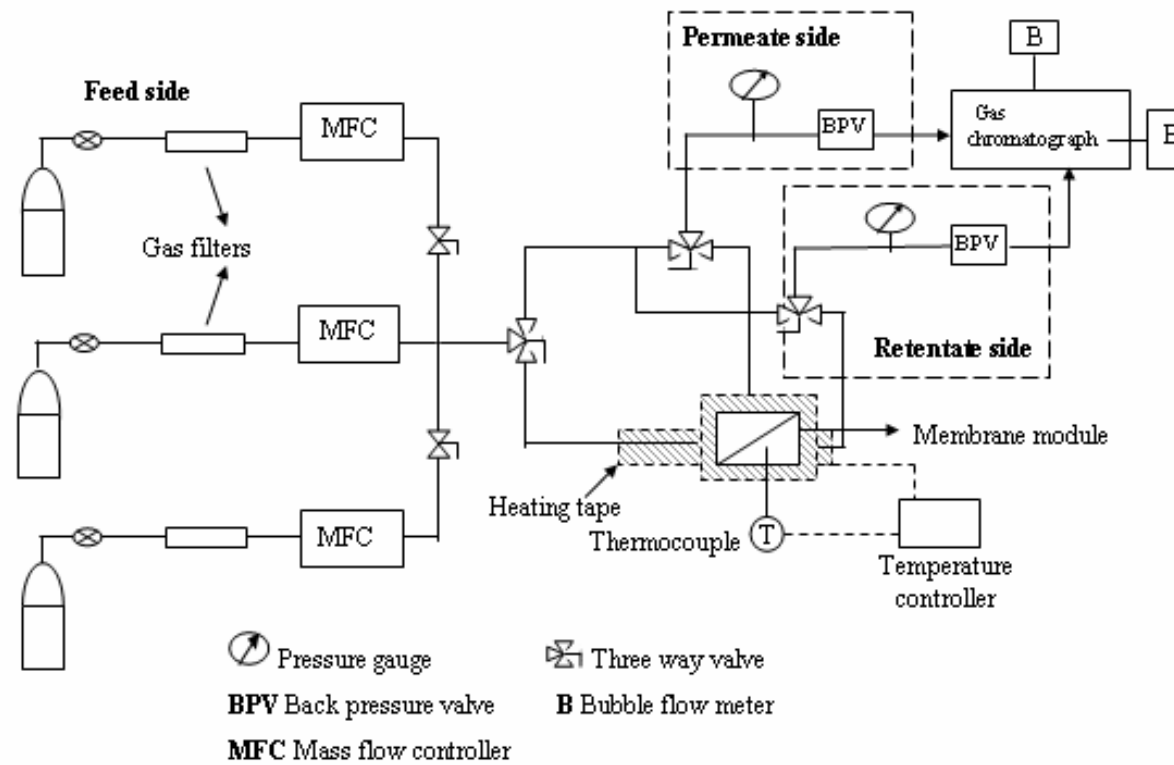 Permeate side
B
Feed side
MFC
BPV
Gas
chromatograph
B
Gas filters
BPV
MFC
Retentate side
Membrane module
Heating tape
MFC
Thermocouple
T
Temperature
controller
Pressure gauge
Three way valve
BPV Back pressure valve
B Bubble flow meter
MFC Mass flow controller